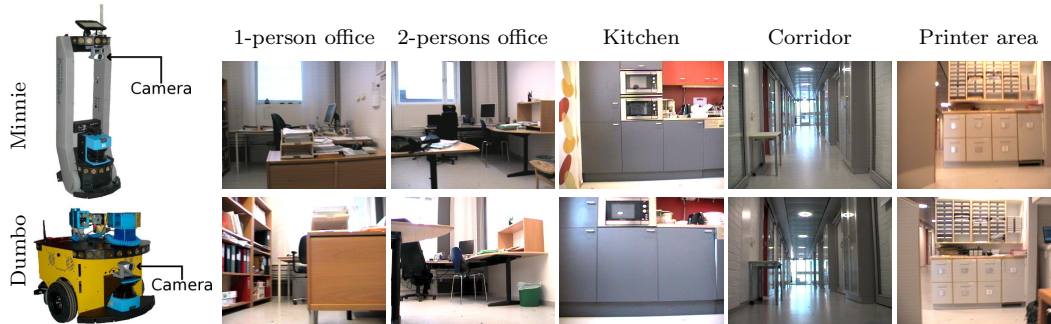 1-person office 2-persons office Kitchen Corridor Printer area
Minnie
Camera
Dumbo
Camera